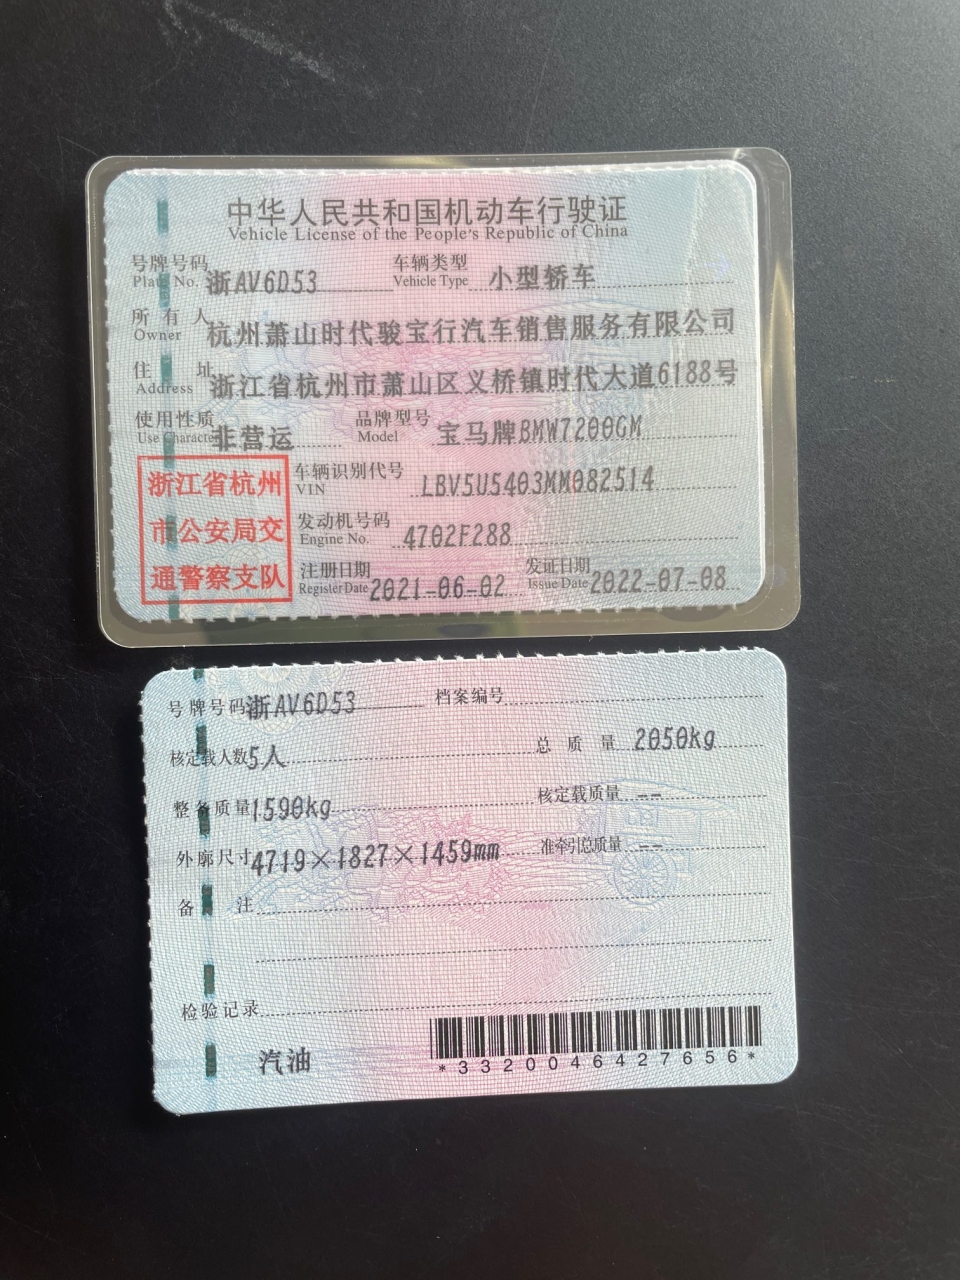 中华人民共和国机动车行驶证
Vehicle License of the People's Republic of China
号牌号码 Plate No. 浙AV6D53 车辆类型 Vehicle Type 小型轿车
所有人 Owner 杭州萧山时代骏宝行汽车销售服务有限公司
住址 Address 浙江省杭州市萧山区义桥镇时代大道6188号
使用性质 Use Character 非营运 品牌型号 Model 宝马牌BMW7200GM
浙江省杭州
市公安局交
通警察支队
车辆识别代号 VIN LBV5U5403MM082514
发动机号码 Engine No. 4702F288
注册日期 Register Date 2021-06-02 发证日期 Issue Date 2022-07-08
号牌号码 浙AV6D53 档案编号
核定载人数 5人 总质量 2050kg
整备质量 1590kg 核定载质量 --
外廓尺寸 4719×1827×1459mm 准牵引总质量 --
备注
检验记录
汽油
*3320046427656*